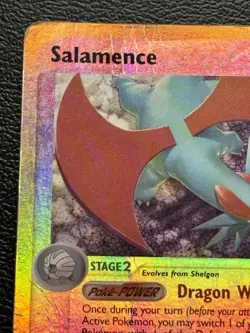 Salamence
STAGE2
Evolves from Shelgon
Poké-POWER Dragon W
Once during your turn (before your att
Active Pokémon, you may switch 1 of